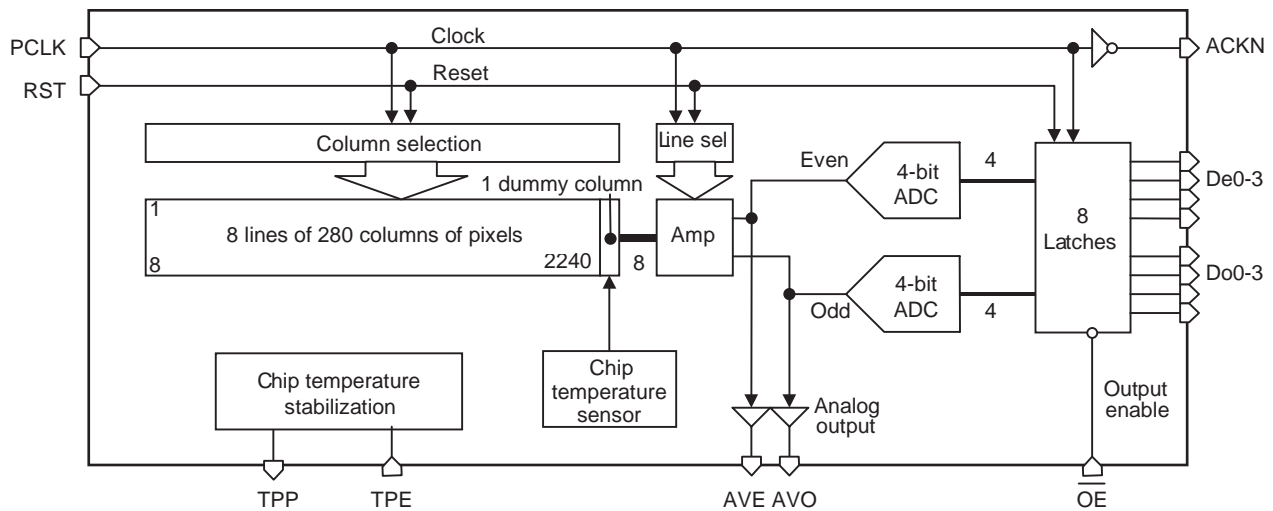 PCLK
Clock
ACKN
RST
Reset
Column selection
Line sel
1 dummy column
Even
4-bit
ADC
4
8
Latches
De0-3
1
8 lines of 280 columns of pixels
8
2240
8
Amp
Odd
4-bit
ADC
4
Do0-3
Chip temperature
stabilization
Chip
temperature
sensor
Analog
output
Output
enable
TPP
TPE
AVE
AVO
OE